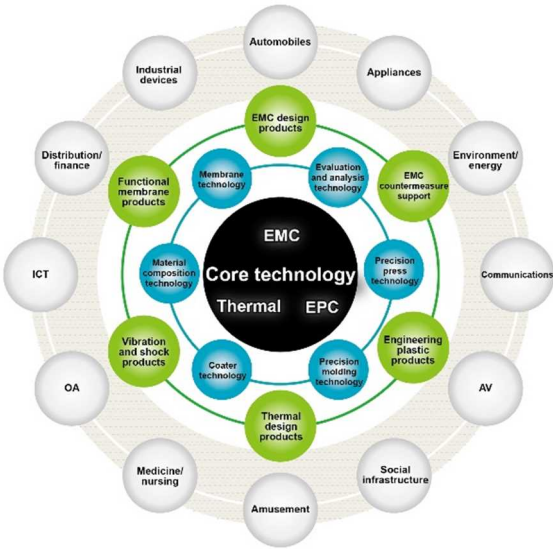 Automobiles
Industrial
devices
Appliances
EMC design
products
Distribution/
finance
Environment/
energy
Membrane
technology
Evaluation
and analysis
technology
Functional
membrane
products
EMC
countermeasure
support
EMC
ICT
Material
composition
technology
Core technology
Precision
press
technology
Communications
Thermal
EPC
Vibration
and shock
products
Engineering
plastic
products
Coater
technology
Precision
molding
technology
OA
AV
Thermal
design
products
Medicine/
nursing
Social
infrastructure
Amusement